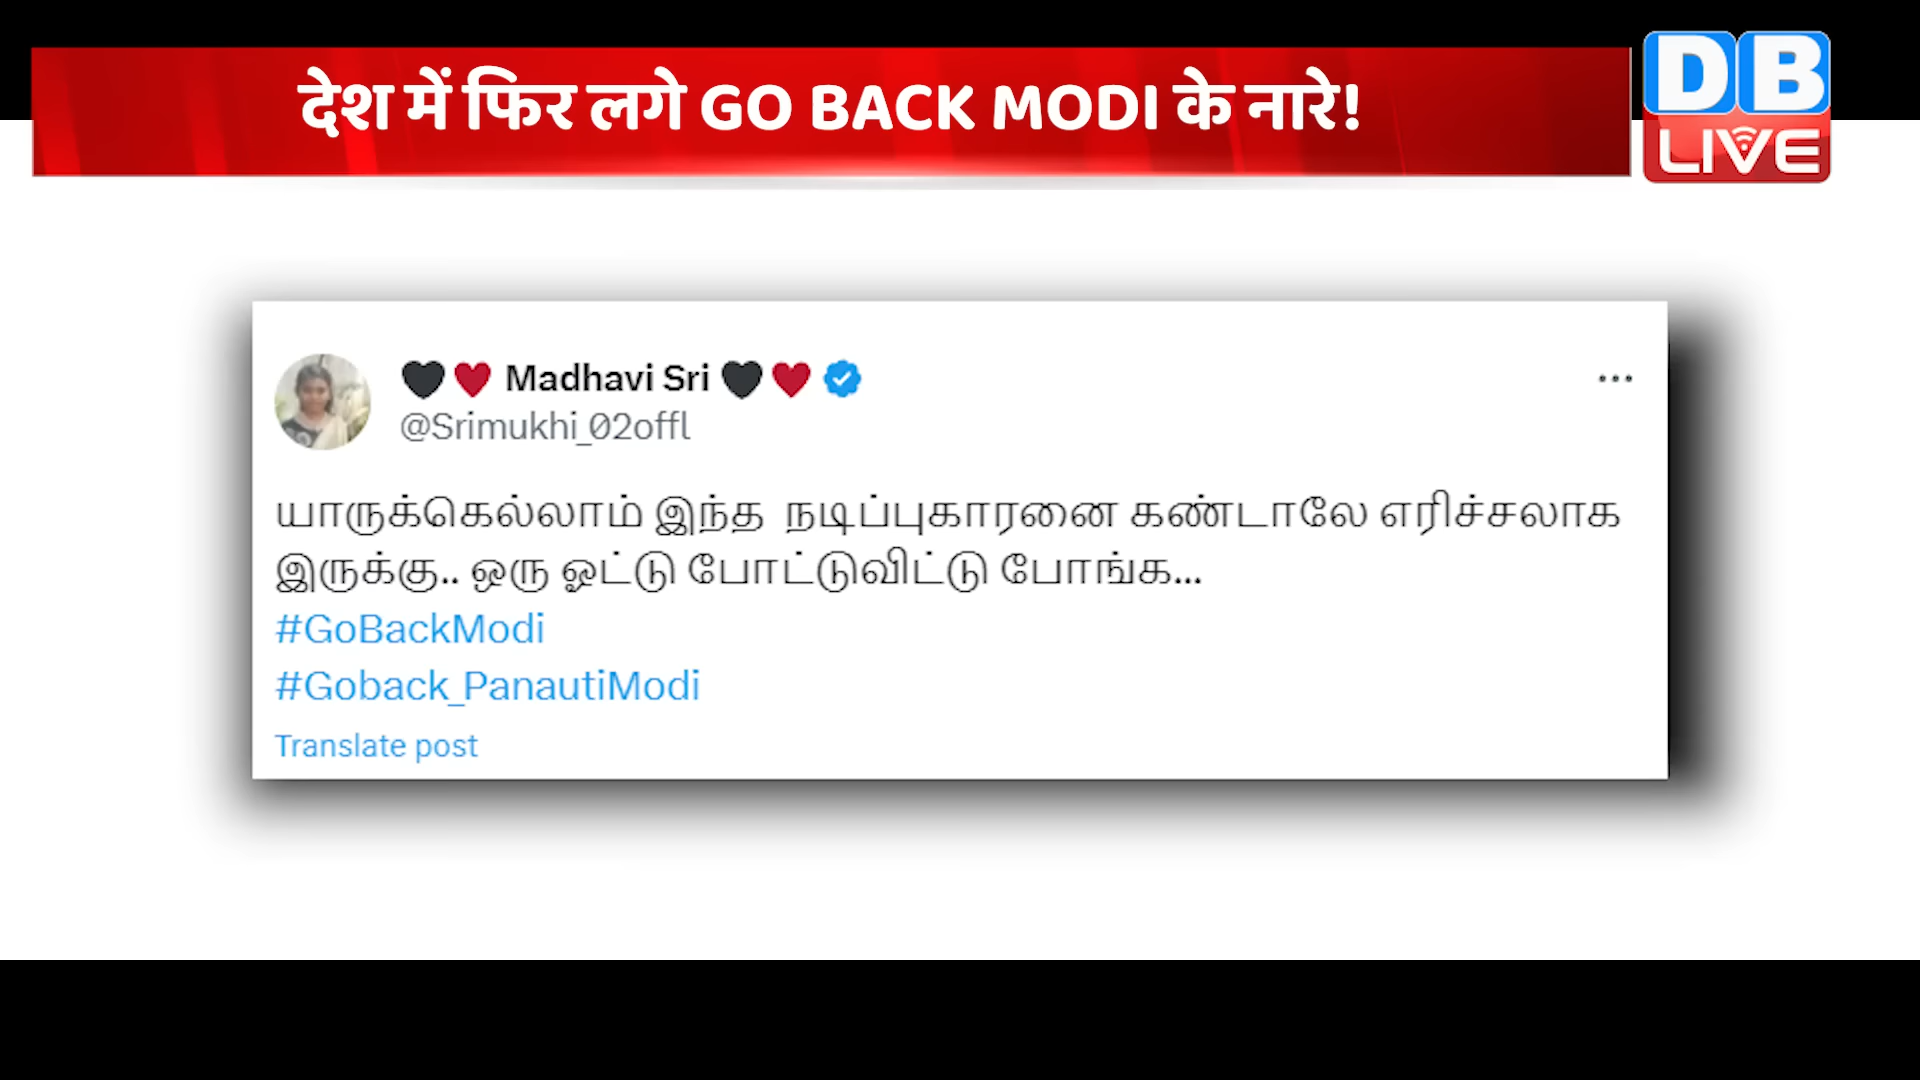 देश में फिर लगे GO BACK MODI के नारे!
DB
LIVE
🖤♥️ Madhavi Sri 🖤♥️
@Srimukhi_02offl
யாருக்கெல்லாம் இந்த நடிப்புகாரனை கண்டாலே எரிச்சலாக
இருக்கு.. ஒரு ஓட்டு போட்டுவிட்டு போங்க...
#GoBackModi
#Goback_PanautiModi
Translate post